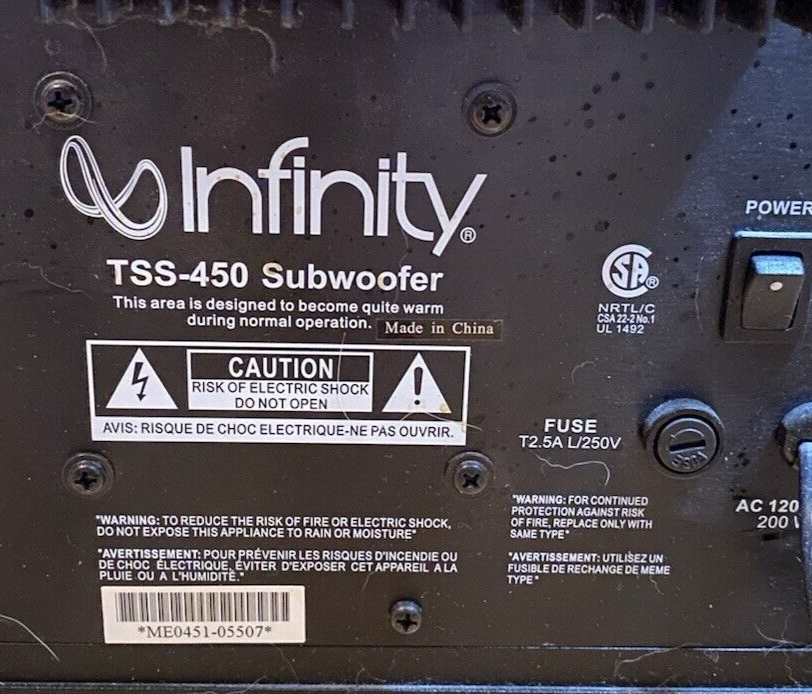 Infinity®
TSS-450 Subwoofer
This area is designed to become quite warm
during normal operation.
Made in China
CAUTION
RISK OF ELECTRIC SHOCK
DO NOT OPEN
AVIS: RISQUE DE CHOC ELECTRIQUE-NE PAS OUVRIR.
"WARNING: TO REDUCE THE RISK OF FIRE OR ELECTRIC SHOCK,
DO NOT EXPOSE THIS APPLIANCE TO RAIN OR MOISTURE"
"AVERTISSEMENT: POUR PRÉVENIR LES RISQUES D'INCENDIE OU
DE CHOC ÉLECTRIQUE, ÉVITER D'EXPOSER CET APPAREIL A LA
PLUIE OU A L'HUMIDITÉ."
*ME0451-05507*
POWER
SA®
NRTL/C
CSA 22-2 No.1
UL 1492
FUSE
T2.5A L/250V
FUSE
"WARNING: FOR CONTINUED
PROTECTION AGAINST RISK
OF FIRE, REPLACE ONLY WITH
SAME TYPE"
"AVERTISSEMENT: UTILISEZ UN
FUSIBLE DE RECHANGE DE MEME
TYPE"
AC 120
200